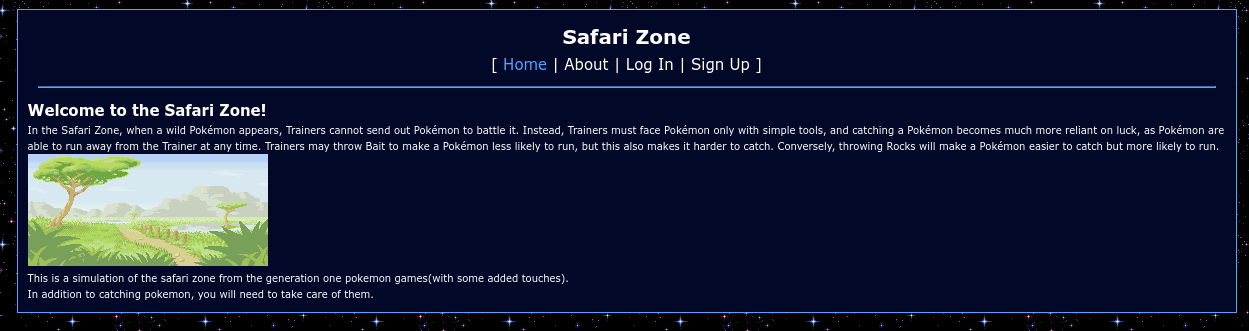 Safari Zone
[ Home | About | Log In | Sign Up ]
Welcome to the Safari Zone!
In the Safari Zone, when a wild Pokémon appears, Trainers cannot send out Pokémon to battle it. Instead, Trainers must face Pokémon only with simple tools, and catching a Pokémon becomes much more reliant on luck, as Pokémon are
able to run away from the Trainer at any time. Trainers may throw Bait to make a Pokémon less likely to run, but this also makes it harder to catch. Conversely, throwing Rocks will make a Pokémon easier to catch but more likely to run.
This is a simulation of the safari zone from the generation one pokemon games(with some added touches).
In addition to catching pokemon, you will need to take care of them.